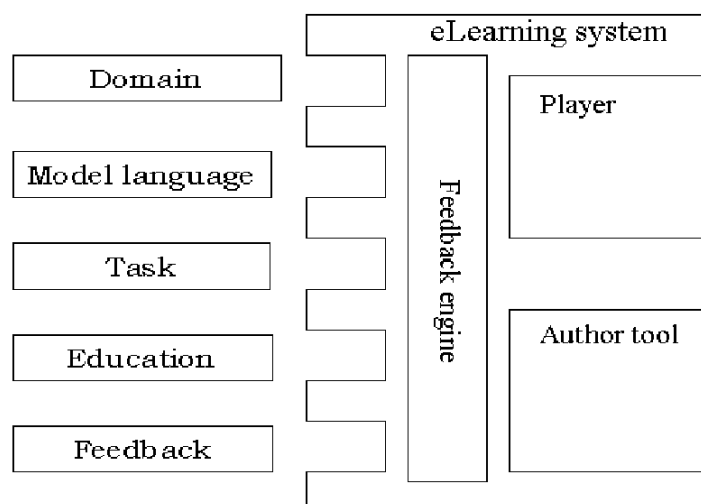 eLearning system
Domain
Model language
Task
Education
Feedback
Feedback engine
Player
Author tool